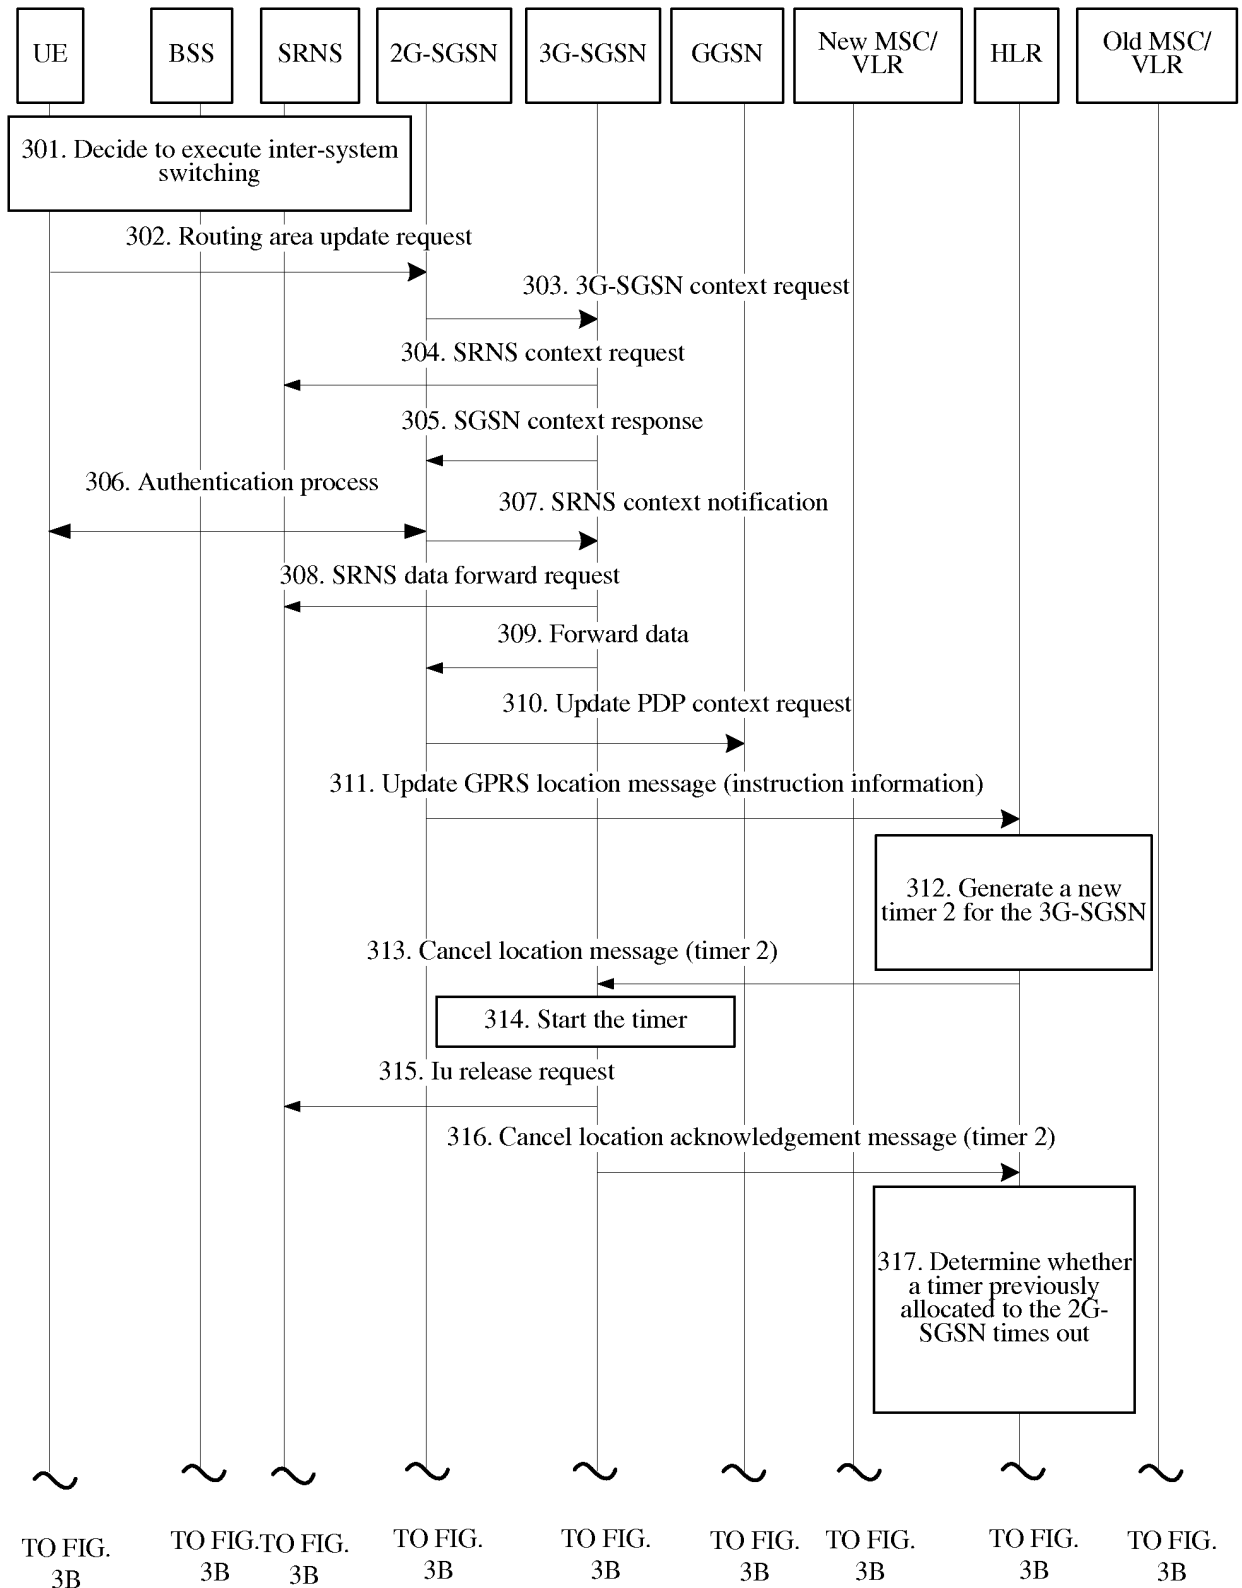 UE
BSS
SRNS
2G-SGSN
3G-SGSN
GGSN
New MSC/
VLR
HLR
Old MSC/
VLR
301. Decide to execute inter-system
switching
302. Routing area update request
303. 3G-SGSN context request
304. SRNS context request
305. SGSN context response
306. Authentication process
307. SRNS context notification
308. SRNS data forward request
309. Forward data
310. Update PDP context request
311. Update GPRS location message (instruction information)
312. Generate a new
timer 2 for the 3G-SGSN
313. Cancel location message (timer 2)
314. Start the timer
315. Iu release request
316. Cancel location acknowledgement message (timer 2)
317. Determine whether
a timer previously
allocated to the 2G-
SGSN times out
TO FIG.
3B
TO FIG.
3B
TO FIG.
3B
TO FIG.
3B
TO FIG.
3B
TO FIG.
3B
TO FIG.
3B
TO FIG.
3B
TO FIG.
3B